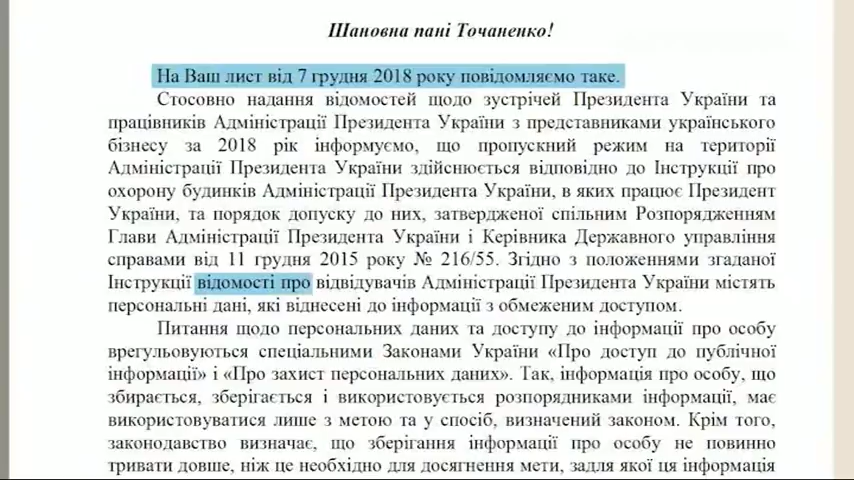 Шановна пані Точаненко!
На Ваш лист від 7 грудня 2018 року повідомляємо таке.
Стосовно надання відомостей щодо зустрічей Президента України та
працівників Адміністрації Президента України з представниками українського
бізнесу за 2018 рік інформуємо, що пропускний режим на території
Адміністрації Президента України здійснюється відповідно до Інструкції про
охорону будинків Адміністрації Президента України, в яких працює Президент
України, та порядок допуску до них, затвердженої спільним Розпорядженням
Глави Адміністрації Президента України і Керівника Державного управління
справами від 11 грудня 2015 року № 216/55. Згідно з положеннями згаданої
Інструкції відомості про відвідувачів Адміністрації Президента України містять
персональні дані, які віднесені до інформації з обмеженим доступом.
Питання щодо персональних даних та доступу до інформації про особу
врегульовуються спеціальними Законами України «Про доступ до публічної
інформації» і «Про захист персональних даних». Так, інформація про особу, що
збирається, зберігається і використовується розпорядниками інформації, має
використовуватися лише з метою та у спосіб, визначений законом. Крім того,
законодавство визначає, що зберігання інформації про особу не повинно
тривати довше, ніж це необхідно для досягнення мети, задля якої ця інформація